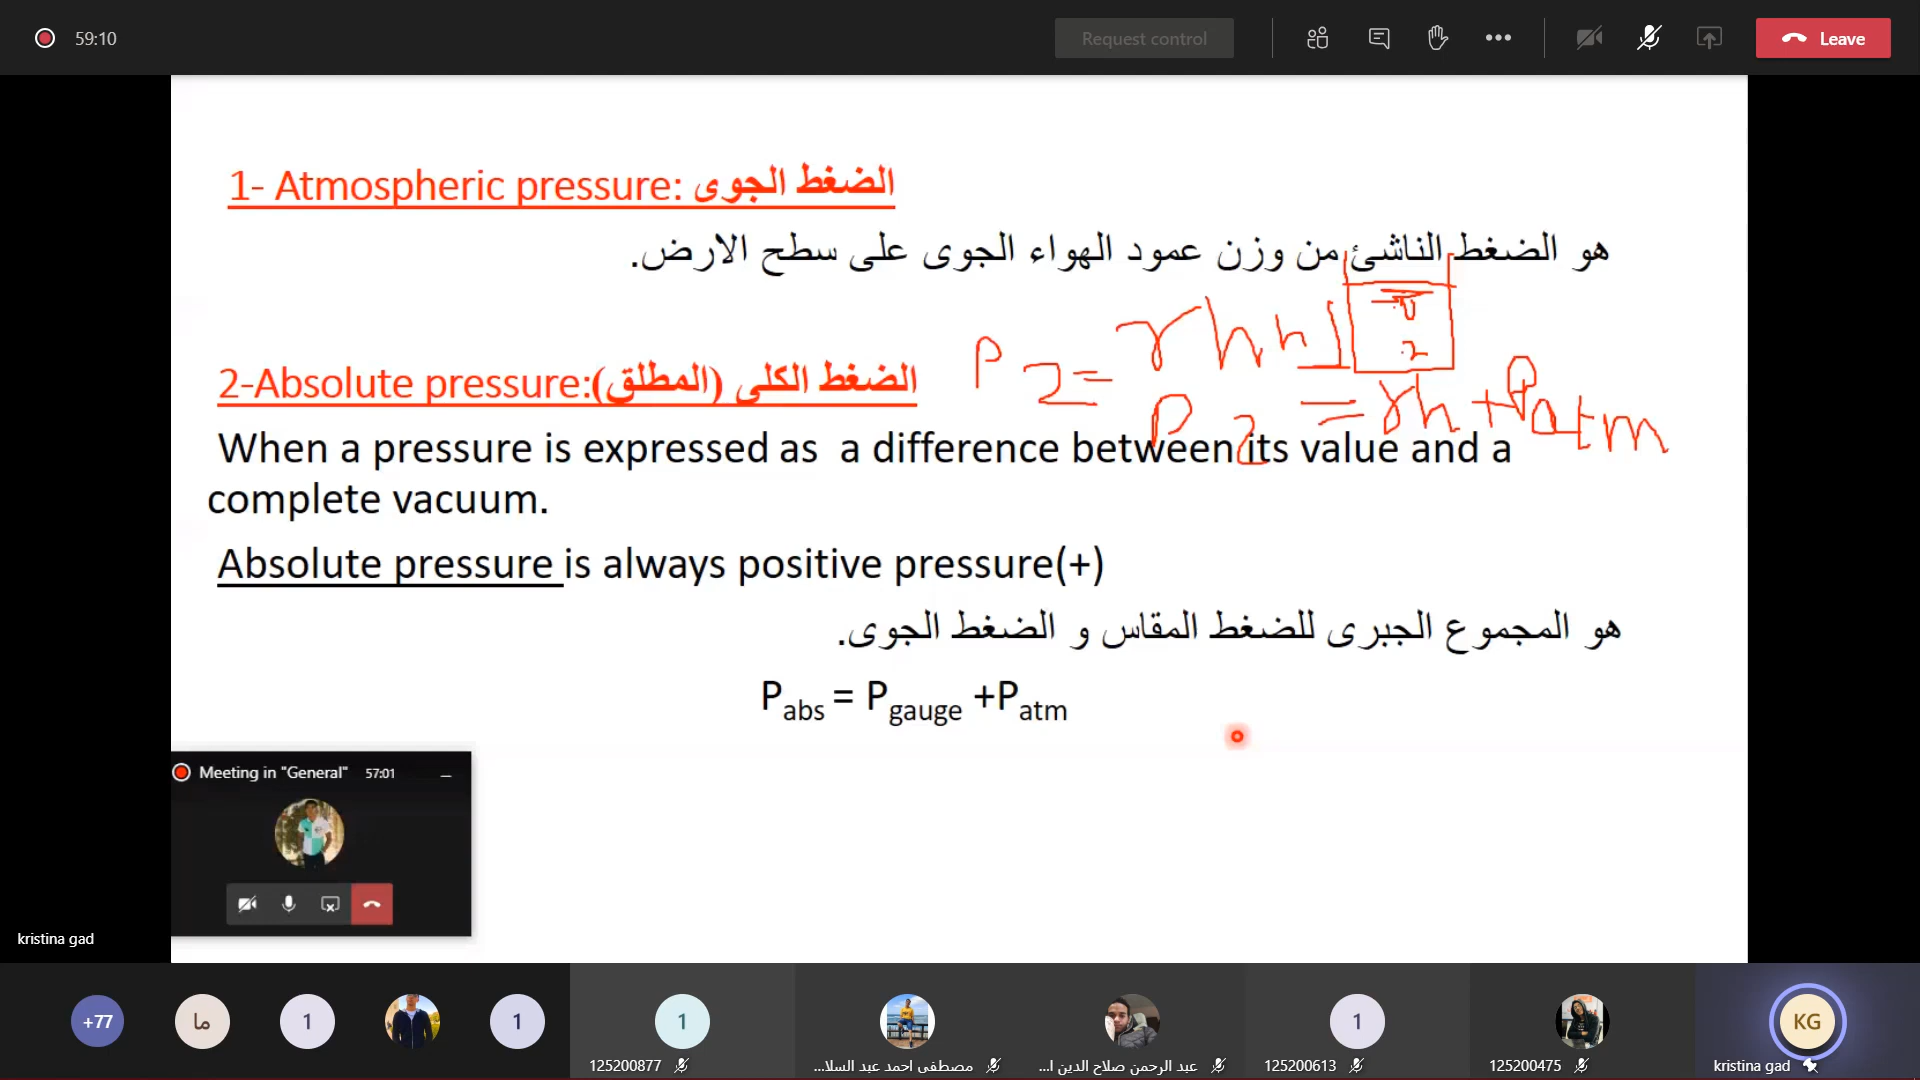 59:10
Request control
Leave
1- Atmospheric pressure: الضغط الجوى
هو الضغط الناشئ من وزن عمود الهواء الجوى على سطح الارض.
P2 = γh h
2
P2 = γh + Patm
2-Absolute pressure:الضغط الكلى (المطلق)
When a pressure is expressed as a difference between its value and a
complete vacuum.
Absolute pressure is always positive pressure(+)
هو المجموع الجبرى للضغط المقاس و الضغط الجوى.
Pabs = Pgauge +Patm
Meeting in "General" 57:01
kristina gad
+77
ما
1
1
1
1
KG
125200877
مصطفى احمد عبد السلا...
عبد الرحمن صلاح الدين ا...
125200613
125200475
kristina gad